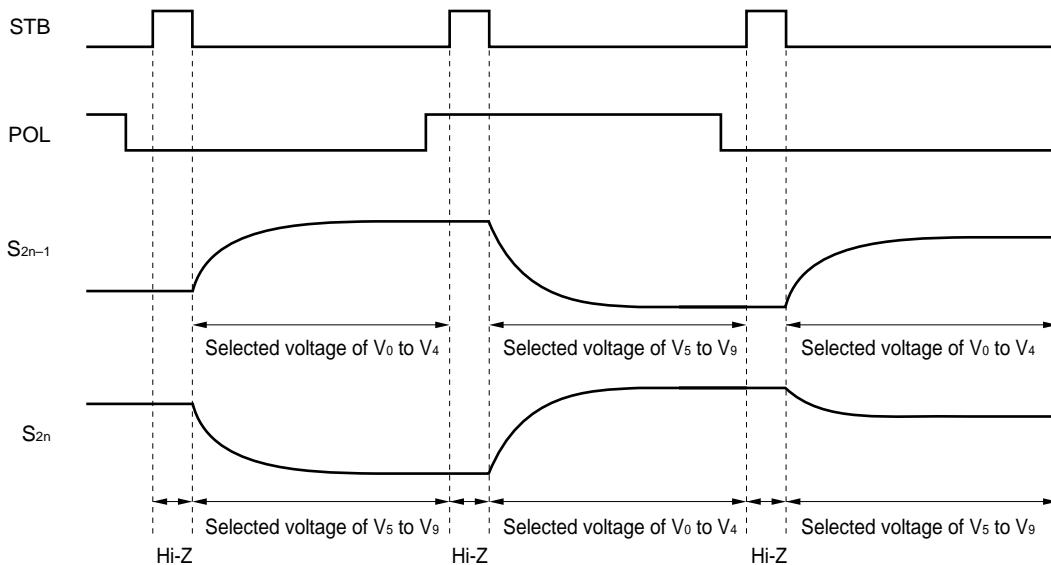 STB
POL
S2n–1
Selected voltage of V0 to V4 Selected voltage of V5 to V9 Selected voltage of V0 to V4
S2n
Selected voltage of V5 to V9 Selected voltage of V0 to V4 Selected voltage of V5 to V9
Hi-Z Hi-Z Hi-Z